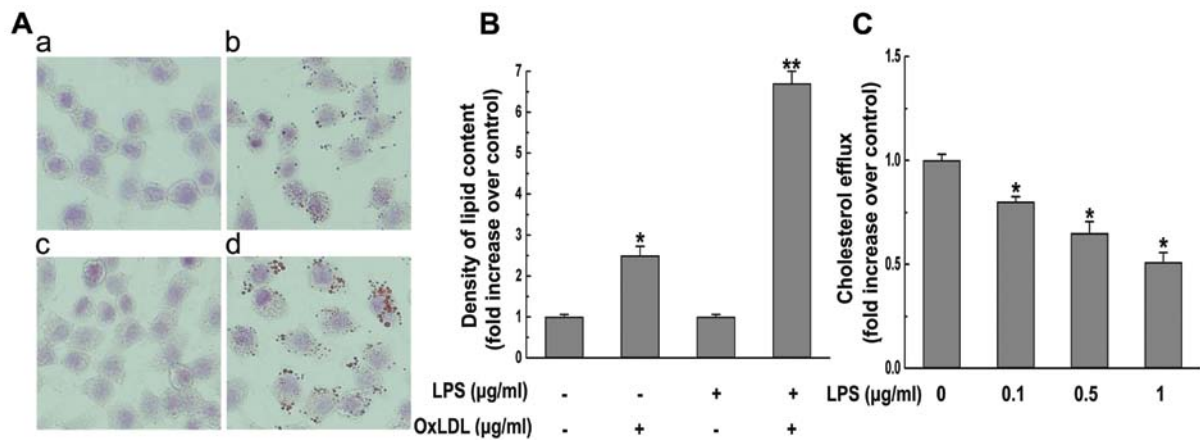 A
a
b
c
d
B
Density of lipid content
(fold increase over control)
7
6
5
4
3
2
1
0
*
**
LPS (μg/ml) - - + +
OxLDL (μg/ml) - + - +
C
Cholesterol efflux
(fold increase over control)
1.5
1.0
0.5
0.0
*
*
*
LPS (μg/ml) 0 0.1 0.5 1